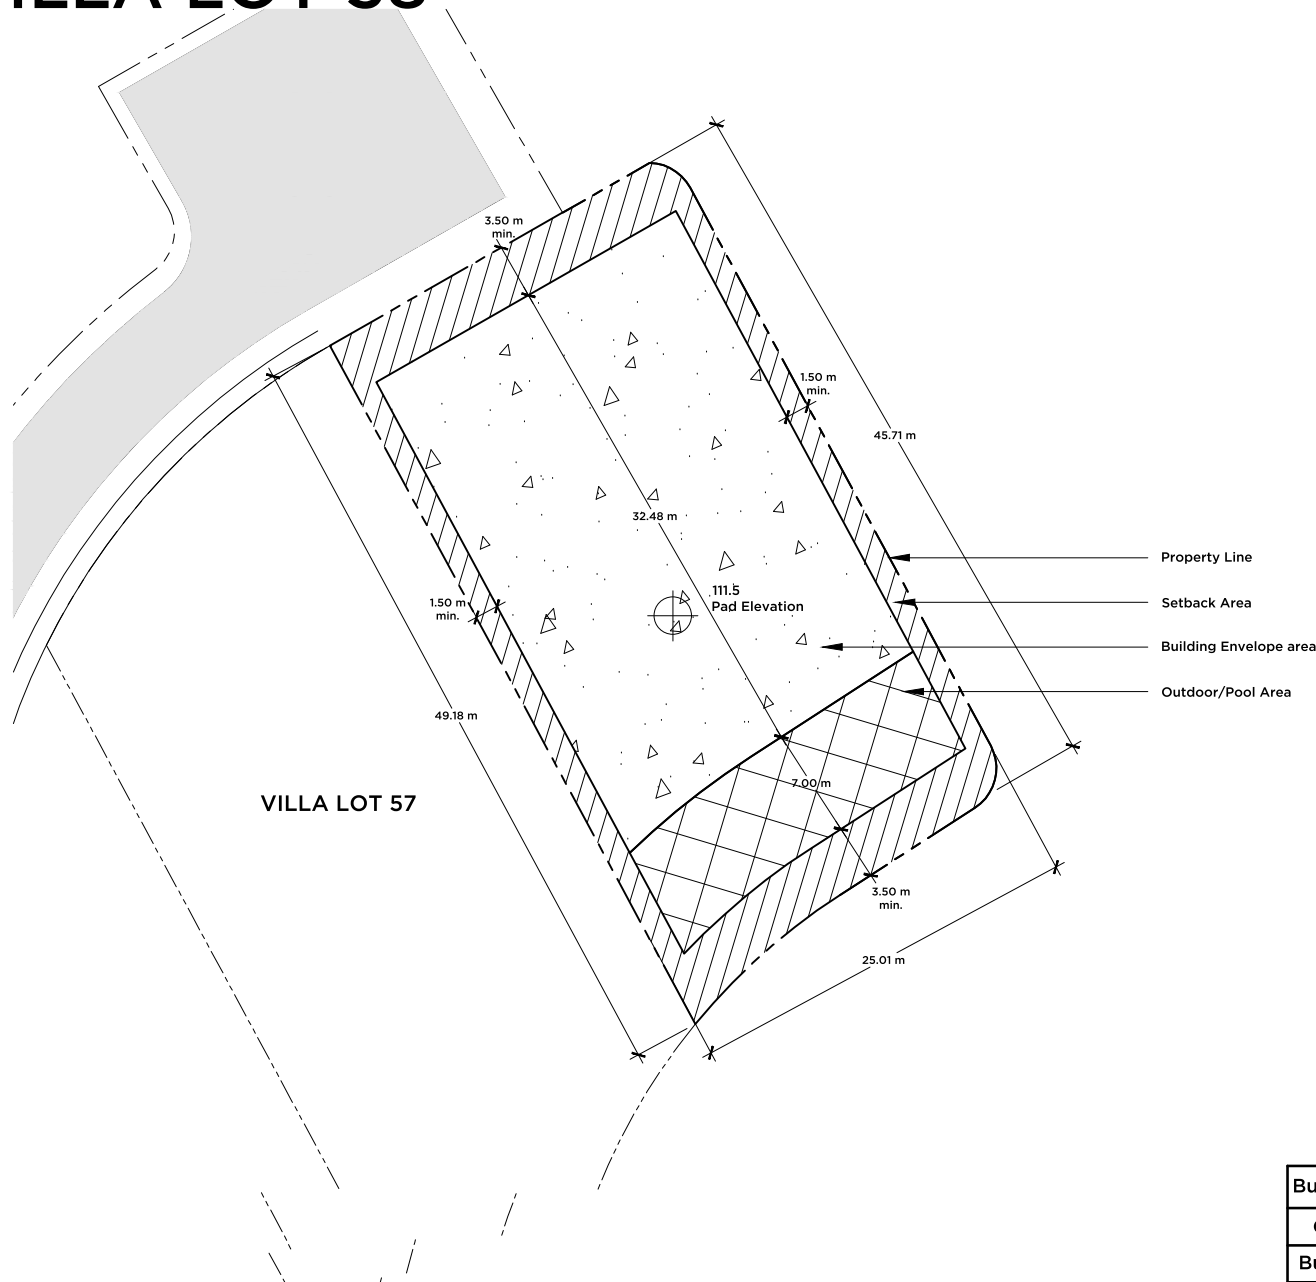 3.50 m
min.
1.50 m
min.
45.71 m
32.48 m
Property Line
111.5
Pad Elevation
1.50 m
min.
Setback Area
Building Envelope area
Outdoor/Pool Area
49.18 m
7.00 m
VILLA LOT 57
3.50 m
min.
25.01 m